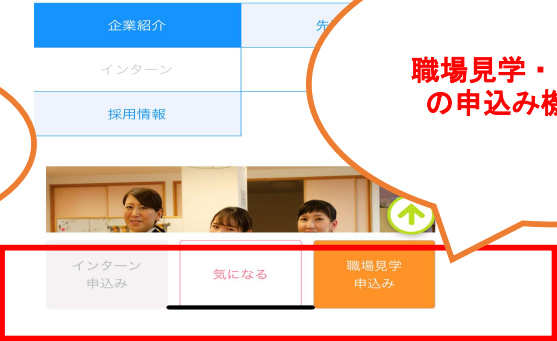 企業紹介
先
インターン
採用情報
職場見学・
の申込み機
インターン
申込み
気になる
職場見学
申込み